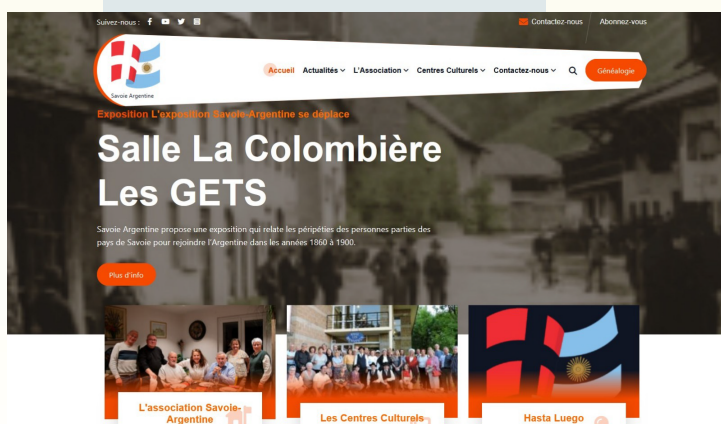 Suivez-nous :
Contactez-nous Abonnez-vous
Savoie Argentine
Accueil Actualités L'Association Centres Culturels Contactez-nous Généalogie
Exposition L'exposition Savoie-Argentine se déplace
Salle La Colombière
Les GETS
Savoie Argentine propose une exposition qui relate les péripéties des personnes parties des
pays de Savoie pour rejoindre l'Argentine dans les années 1860 à 1900.
Plus d'info
L'association Savoie-
Argentine
Les Centres Culturels
Hasta Luego